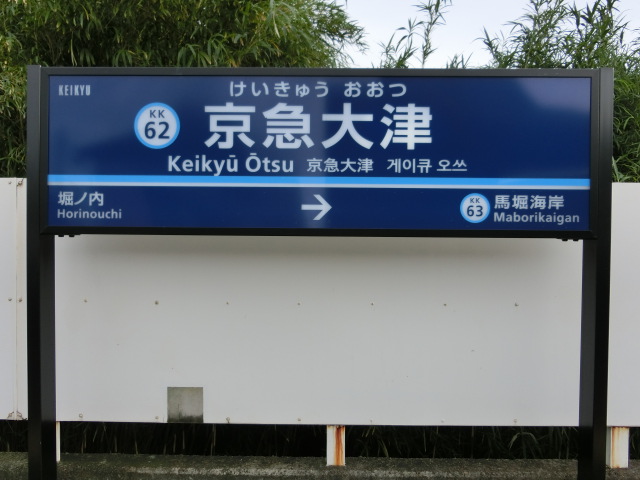 KEIKYU
けいきゅう おおつ
KK 62 京急大津
Keikyū Ōtsu 京急大津 게이큐 오쓰
堀ノ内 → KK 63 馬堀海岸
Horinouchi Maborikaigan